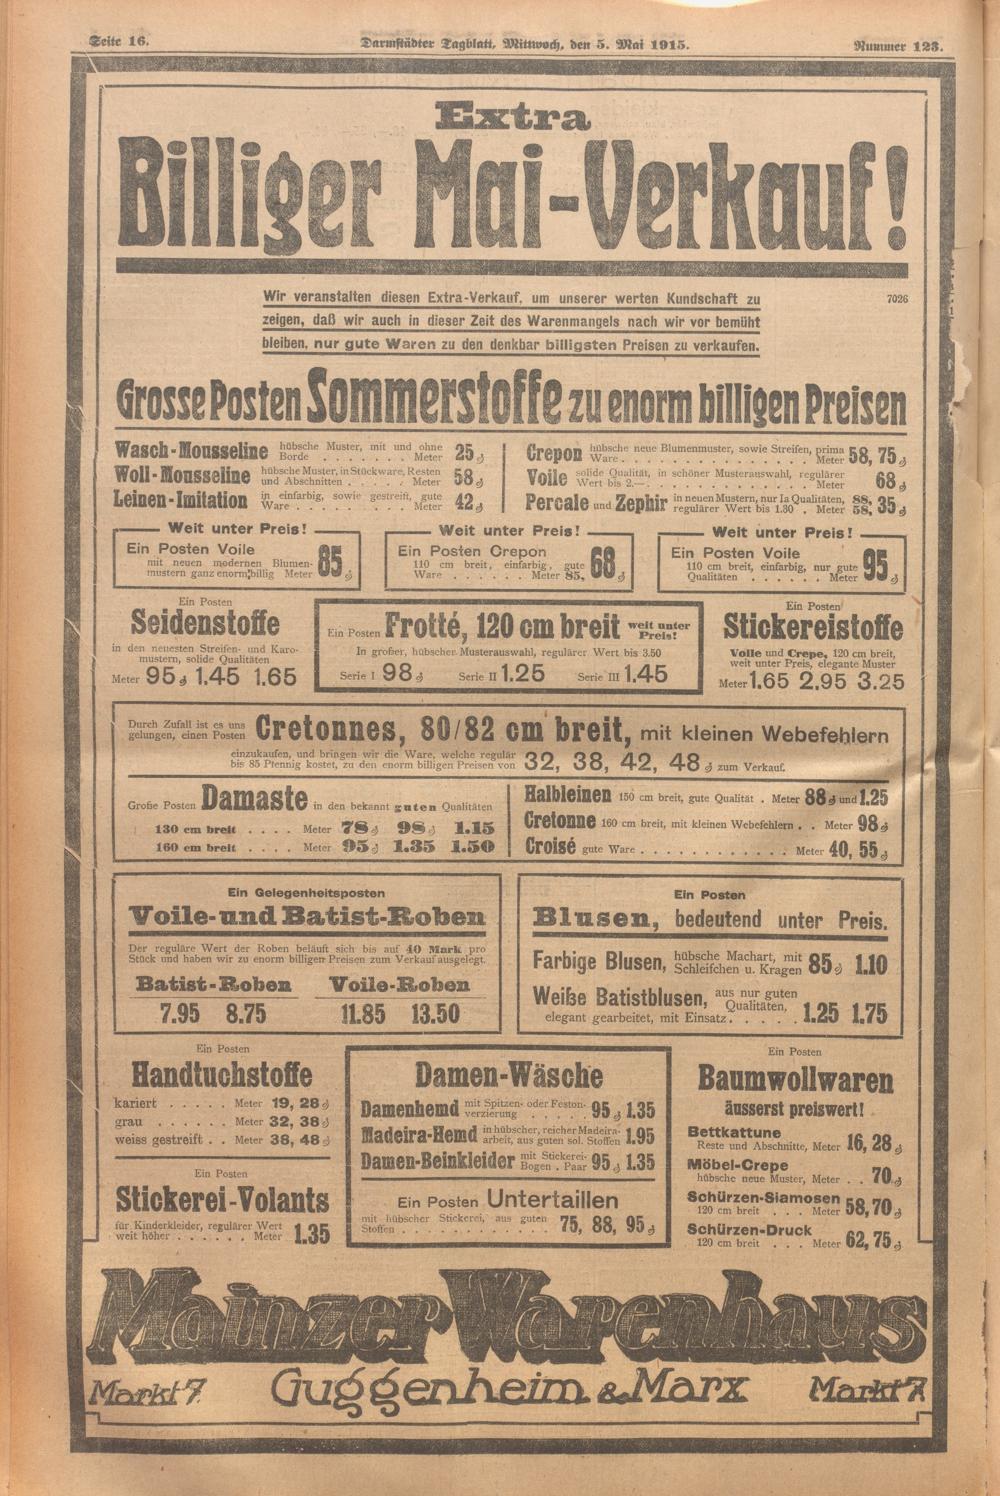 Seite 16.
Darmstädter Tagblatt, Mittwoch, den 5. Mai 1915.
Nummer 123.
Extra
Billiger Mai-Verkauf!
Wir veranstalten diesen Extra-Verkauf, um unserer werten Kundschaft zu
7026
zeigen, daß wir auch in dieser Zeit des Warenmangels nach wir vor bemüht
bleiben, nur gute Waren zu den denkbar billigsten Preisen zu verkaufen.
Grosse Posten Sommerstoffe zu enorm billigen Preisen
Wasch-Mousseline hübsche Muster, mit und ohne Borde . . . . . . . Meter 25 ₰
Woll-Mousseline hübsche Muster, in Stückware, Resten und Abschnitten . . . . . Meter 58 ₰
Leinen-Imitation in einfarbig, sowie gestreift, gute Ware . . . . . . . . . Meter 42 ₰
Crepon hübsche neue Blumenmuster, sowie Streifen, prima Ware . . . . . . . . . Meter 58, 75 ₰
Voile solide Qualität, in schöner Musterauswahl, regulärer Wert bis 2.— . . . . . . . Meter 68 ₰
Percale und Zephir in neuen Mustern, nur Ia Qualitäten, regulärer Wert bis 1.30 . Meter 88, 58, 35 ₰
Weit unter Preis!
Ein Posten Voile
mit neuen modernen Blumen-
mustern ganz enorm billig Meter 85 ₰
Weit unter Preis!
Ein Posten Crepon
110 cm breit, einfarbig, gute
Ware . . . . . . Meter 85, 68 ₰
Weit unter Preis!
Ein Posten Voile
110 cm breit, einfarbig, nur gute
Qualitäten . . . . . . Meter 95 ₰
Ein Posten
Seidenstoffe
in den neuesten Streifen- und Karo-
mustern, solide Qualitäten
Meter 95 ₰ 1.45 1.65
Ein Posten Frotté, 120 cm breit weit unter Preis!
In großer, hübscher Musterauswahl, regulärer Wert bis 3.50
Serie I 98 ₰ Serie II 1.25 Serie III 1.45
Ein Posten
Stickereistoffe
Voile und Crepe, 120 cm breit,
weit unter Preis, elegante Muster
Meter 1.65 2.95 3.25
Durch Zufall ist es uns gelungen, einen Posten Cretonnes, 80/82 cm breit, mit kleinen Webefehlern
einzukaufen, und bringen wir die Ware, welche regulär
bis 85 Pfennig kostet, zu den enorm billigen Preisen von 32, 38, 42, 48 ₰ zum Verkauf.
Große Posten Damaste in den bekannt guten Qualitäten
130 cm breit . . . . Meter 78 ₰ 98 ₰ 1.15
160 cm breit . . . . Meter 95 ₰ 1.35 1.50
Halbleinen 150 cm breit, gute Qualität . Meter 88 ₰ und 1.25
Cretonne 160 cm breit, mit kleinen Webefehlern . . Meter 98 ₰
Croisé gute Ware . . . . . . . . . . . . Meter 40, 55 ₰
Ein Gelegenheitsposten
Voile- und Batist-Roben
Der reguläre Wert der Roben beläuft sich bis auf 40 Mark pro
Stück und haben wir zu enorm billigen Preisen zum Verkauf ausgelegt.
Batist-Roben Voile-Roben
7.95 8.75 11.85 13.50
Ein Posten
Blusen, bedeutend unter Preis.
Farbige Blusen, hübsche Machart, mit Schleifchen u. Kragen 85 ₰ 1.10
Weiße Batistblusen, aus nur guten Qualitäten,
elegant gearbeitet, mit Einsatz . . . . . 1.25 1.75
Ein Posten
Handtuchstoffe
kariert . . . . . Meter 19, 28 ₰
grau . . . . . . Meter 32, 38 ₰
weiss gestreift . . Meter 38, 48 ₰
Ein Posten
Stickerei-Volants
für Kinderkleider, regulärer Wert
weit höher . . . . . . Meter 1.35
Damen-Wäsche
Damenhemd mit Spitzen- oder Feston-verzierung . . . . . 95 ₰ 1.35
Madeira-Hemd in hübscher, reicher Madeira-arbeit, aus guten sol. Stoffen 1.95
Damen-Beinkleider mit Stickerei-Bogen . Paar 95 ₰ 1.35
Ein Posten Untertaillen
mit hübscher Stickerei, aus guten
Stoffen . . . . . . . . . . . . 75, 88, 95 ₰
Ein Posten
Baumwollwaren
äusserst preiswert!
Bettkattune
Reste und Abschnitte, Meter 16, 28 ₰
Möbel-Crepe
hübsche neue Muster, Meter . . 70 ₰
Schürzen-Siamosen
120 cm breit . . . Meter 58, 70 ₰
Schürzen-Druck
120 cm breit . . . Meter 62, 75 ₰
Mainzer Warenhaus
Markt 7. Guggenheim & Marx Markt 7.